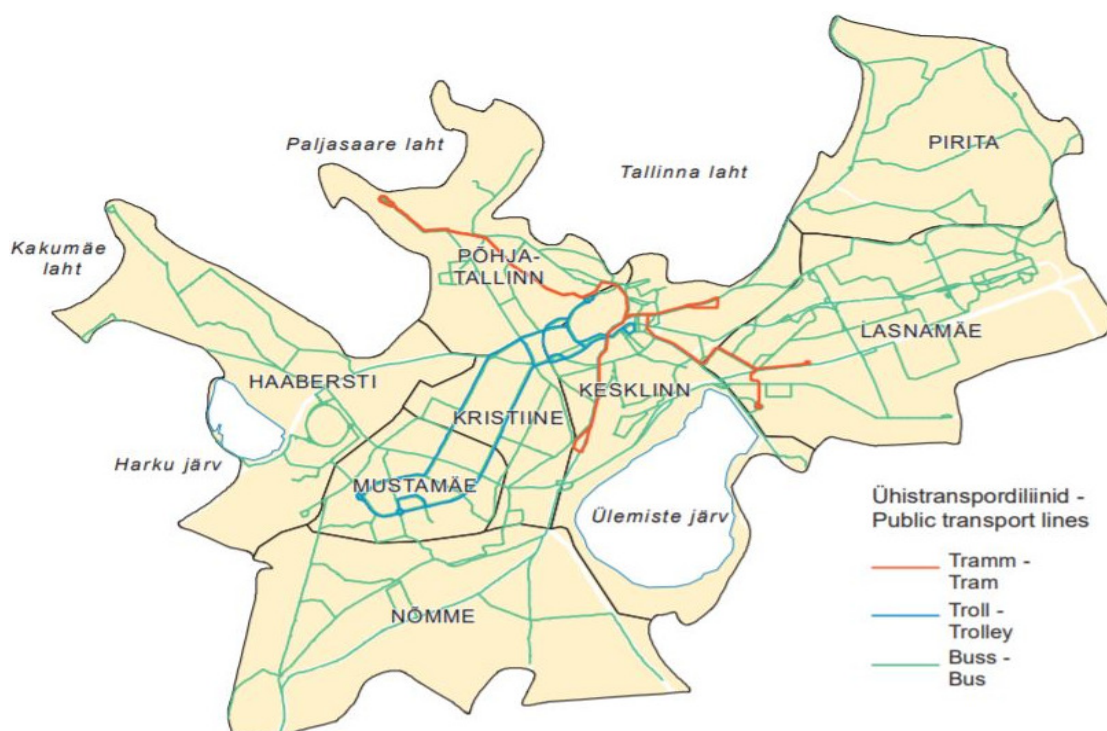 Paljasaare laht
Tallinna laht
PIRITA
Kakumäe
laht
PÕHJA-
TALLINN
LASNAMÄE
HAABERSTI
KESKLINN
KRISTIINE
Harku järv
MUSTAMÄE
Ülemiste järv
NÕMME
Ühistranspordiliinid -
Public transport lines
Tramm -
Tram
Troll -
Trolley
Buss -
Bus